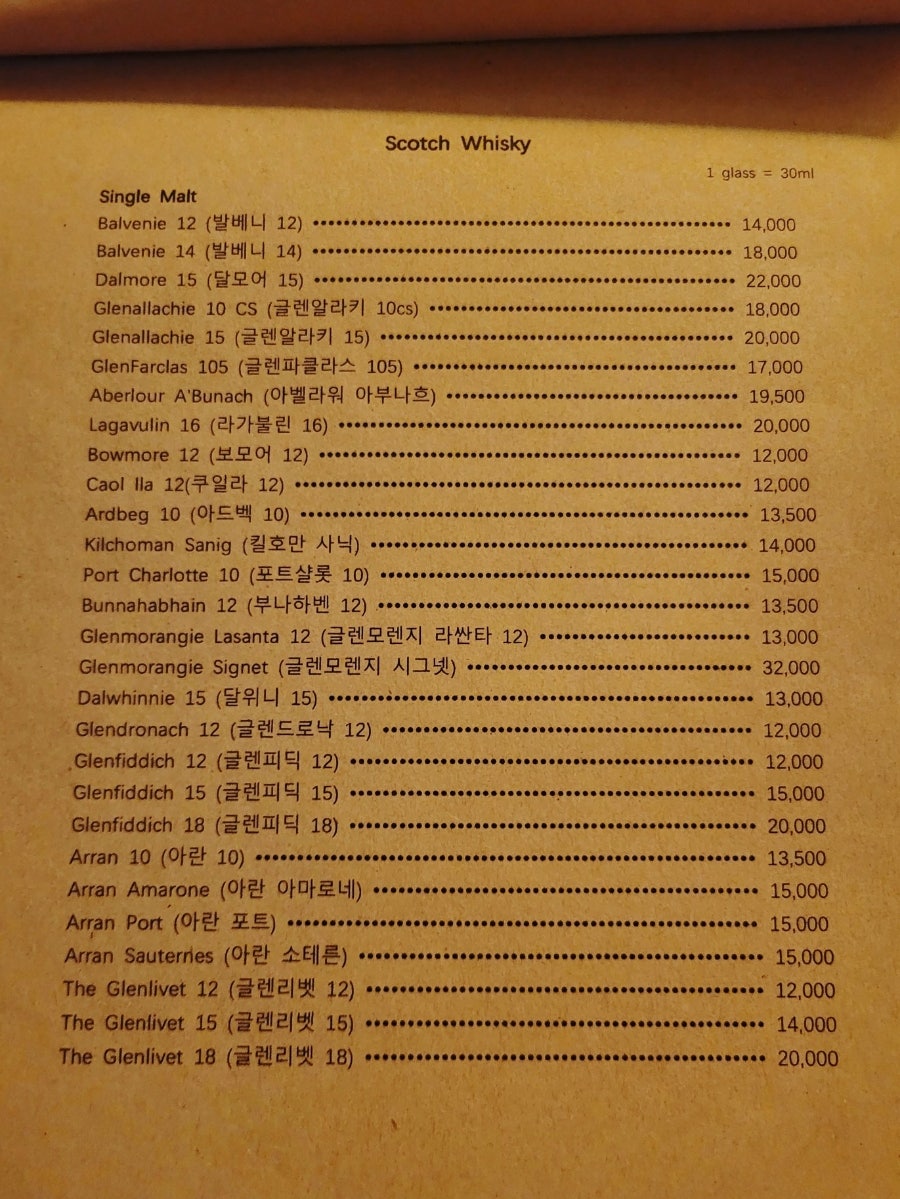 Scotch Whisky
1 glass = 30ml
Single Malt
Balvenie 12 (발베니 12) 14,000
Balvenie 14 (발베니 14) 18,000
Dalmore 15 (달모어 15) 22,000
Glenallachie 10 CS (글렌알라키 10cs) 18,000
Glenallachie 15 (글렌알라키 15) 20,000
GlenFarclas 105 (글렌파클라스 105) 17,000
Aberlour A'Bunach (아벨라워 아부나흐) 19,500
Lagavulin 16 (라가불린 16) 20,000
Bowmore 12 (보모어 12) 12,000
Caol Ila 12(쿠일라 12) 12,000
Ardbeg 10 (아드벡 10) 13,500
Kilchoman Sanig (킬호만 사닉) 14,000
Port Charlotte 10 (포트샬롯 10) 15,000
Bunnahabhain 12 (부나하벤 12) 13,500
Glenmorangie Lasanta 12 (글렌모렌지 라싼타 12) 13,000
Glenmorangie Signet (글렌모렌지 시그넷) 32,000
Dalwhinnie 15 (달위니 15) 13,000
Glendronach 12 (글렌드로낙 12) 12,000
Glenfiddich 12 (글렌피딕 12) 12,000
Glenfiddich 15 (글렌피딕 15) 15,000
Glenfiddich 18 (글렌피딕 18) 20,000
Arran 10 (아란 10) 13,500
Arran Amarone (아란 아마로네) 15,000
Arran Port (아란 포트) 15,000
Arran Sauternes (아란 소테른) 15,000
The Glenlivet 12 (글렌리벳 12) 12,000
The Glenlivet 15 (글렌리벳 15) 14,000
The Glenlivet 18 (글렌리벳 18) 20,000